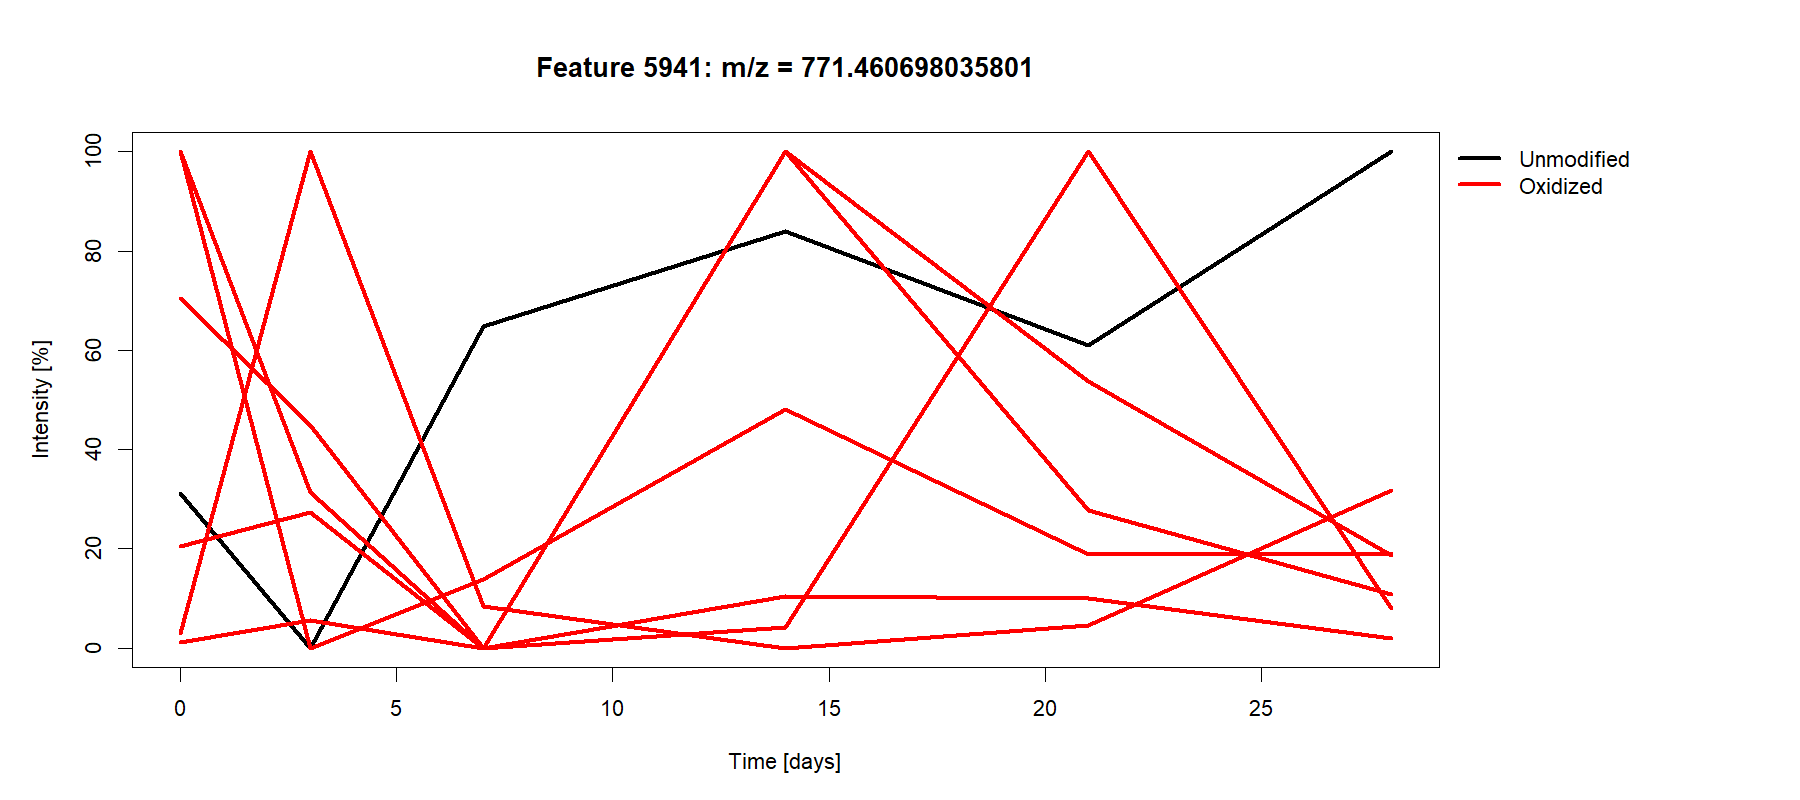 Feature 5941: m/z = 771.460698035801
Unmodified
Oxidized
Intensity [%]
100
80
60
40
20
0
0 5 10 15 20 25
Time [days]